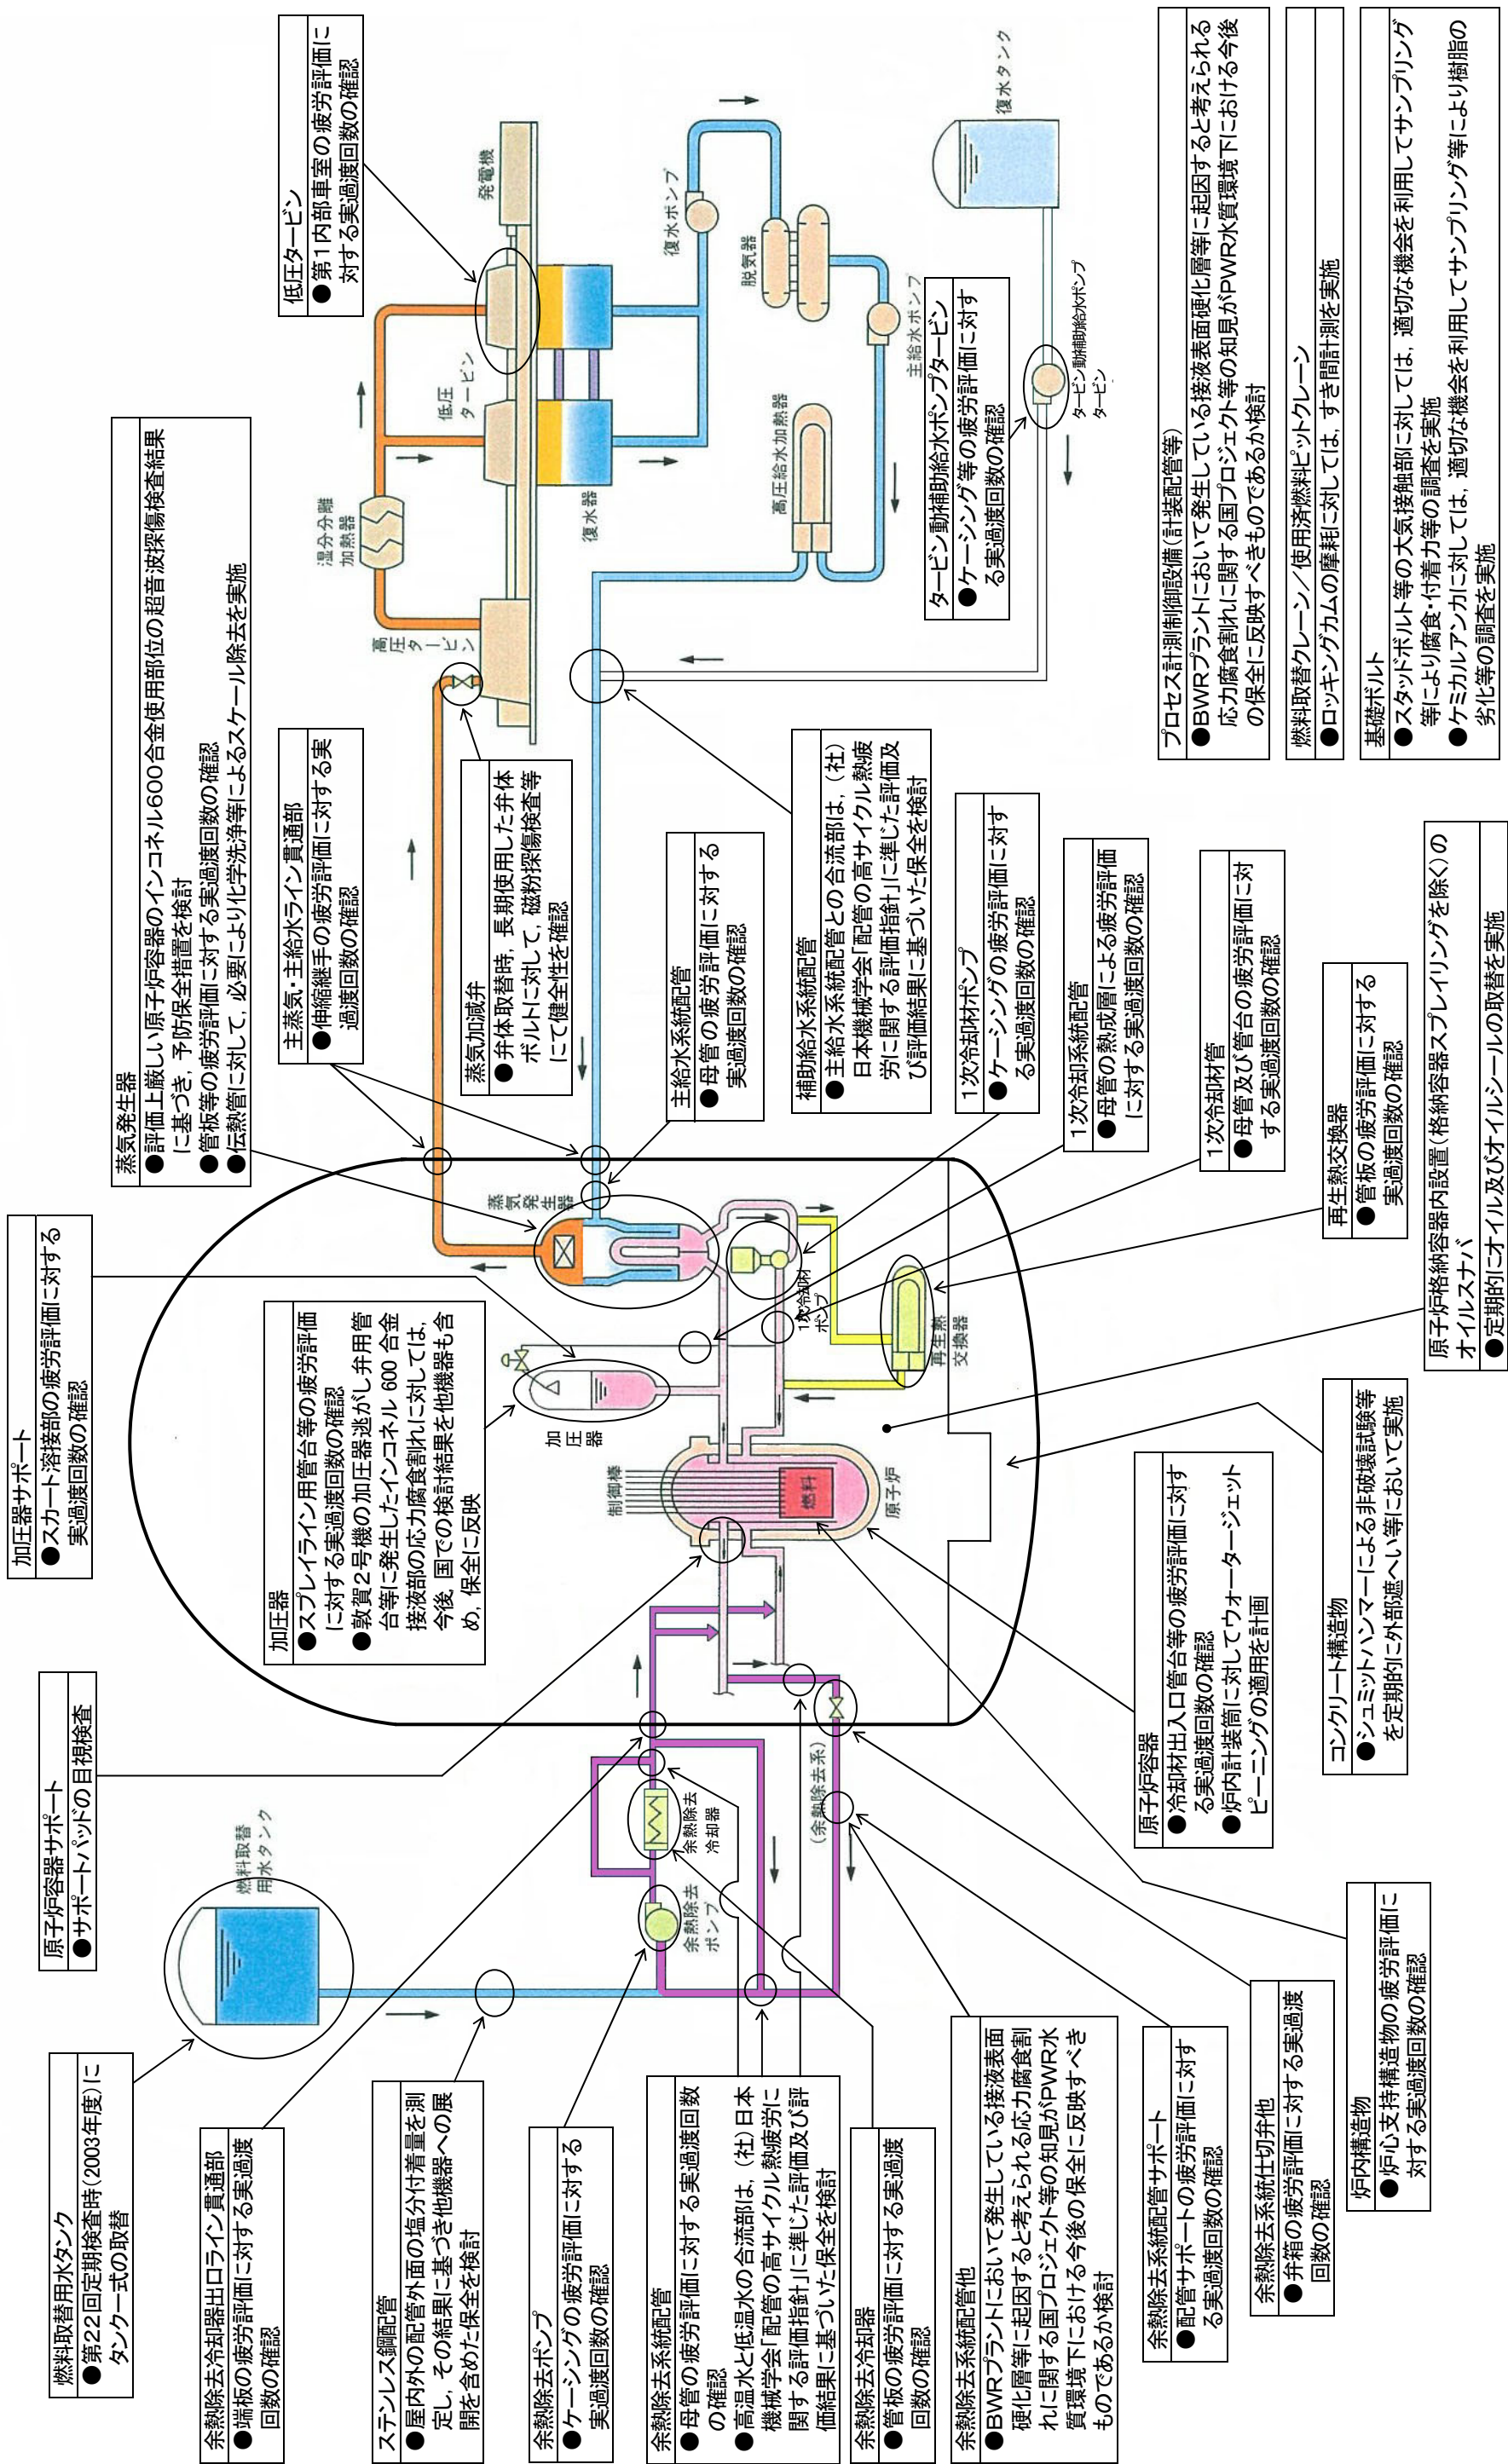 燃料取替用水タンク
●第22回定期検査時(2003年度)に
タンク一式の取替
余熱除去冷却器出口ライン貫通部
●端板の疲労評価に対する実過渡
回数の確認
ステンレス鋼配管
●屋内外の配管外面の塩分付着量を測
定し,その結果に基づき他機器への展
開を含めた保全を検討
余熱除去ポンプ
●ケーシングの疲労評価に対する
実過渡回数の確認
余熱除去系統配管
●母管の疲労評価に対する実過渡回数
の確認
●高温水と低温水の合流部は,(社)日本
機械学会「配管の高サイクル熱疲労に
関する評価指針」に準じた評価及び評
価結果に基づいた保全を検討
余熱除去冷却器
●管板の疲労評価に対する実過渡
回数の確認
余熱除去系統配管他
●BWRプラントにおいて発生している接液表面
硬化層等に起因すると考えられる応力腐食割
れに関する国プロジェクト等の知見がPWR水
質環境下における今後の保全に反映すべき
ものであるか検討
余熱除去系統配管サポート
●配管サポートの疲労評価に対す
る実過渡回数の確認
余熱除去系統仕切弁他
●弁箱の疲労評価に対する実過渡
回数の確認
炉内構造物
●炉心支持構造物の疲労評価に
対する実過渡回数の確認
原子炉容器サポート
●サポートパッドの目視検査
燃料取替
用水タンク
余熱除去
ポンプ
余熱除去
冷却器
(余熱除去系)
原子炉容器
●冷却材出入口管台等の疲労評価に対す
る実過渡回数の確認
●炉内計装筒に対してウォータージェット
ピーニングの適用を計画
コンクリート構造物
●シュミットハンマーによる非破壊試験等
を定期的に外部遮へい等において実施
加圧器サポート
●スカート溶接部の疲労評価に対する
実過渡回数の確認
加圧器
●スプレイライン用管台等の疲労評価
に対する実過渡回数の確認
●敦賀2号機の加圧器逃がし弁用管
台等に発生したインコネル 600 合金
接液部の応力腐食割れに対しては,
今後,国での検討結果を他機器も含
め,保全に反映
制御棒
燃料
原子炉
加圧器
蒸気発生器
1次冷却材
ポンプ
再生熱
交換器
原子炉格納容器内設置(格納容器スプレイリングを除く)の
オイルスナバ
●定期的にオイル及びオイルシールの取替を実施
再生熱交換器
●管板の疲労評価に対する
実過渡回数の確認
1次冷却材管
●母管及び管台の疲労評価に対
する実過渡回数の確認
1次冷却系統配管
●母管の熱成層による疲労評価
に対する実過渡回数の確認
1次冷却材ポンプ
●ケーシングの疲労評価に対す
る実過渡回数の確認
蒸気発生器
●評価上厳しい原子炉容器のインコネル600合金使用部位の超音波探傷検査結果
に基づき,予防保全措置を検討
●管板等の疲労評価に対する実過渡回数の確認
●伝熱管に対して,必要により化学洗浄等によるスケール除去を実施
主蒸気・主給水ライン貫通部
●伸縮継手の疲労評価に対する実
過渡回数の確認
蒸気加減弁
●弁体取替時,長期使用した弁体
ボルトに対して,磁粉探傷検査等
にて健全性を確認
主給水系統配管
●母管の疲労評価に対する
実過渡回数の確認
補助給水系統配管
●主給水系統配管との合流部は,(社)
日本機械学会「配管の高サイクル熱疲
労に関する評価指針」に準じた評価及
び評価結果に基づいた保全を検討
低圧タービン
●第1内部車室の疲労評価に
対する実過渡回数の確認
湿分分離
加熱器
高圧タービン
低圧
タービン
発電機
復水器
復水ポンプ
脱気器
主給水ポンプ
高圧給水加熱器
復水タンク
タービン動補助給水ポンプ
タービン
タービン動補助給水ポンプタービン
●ケーシング等の疲労評価に対す
る実過渡回数の確認
プロセス計測制御設備(計装配管等)
●BWRプラントにおいて発生している接液表面硬化層等に起因すると考えられる
応力腐食割れに関する国プロジェクト等の知見がPWR水質環境下における今後
の保全に反映すべきものであるか検討
燃料取替クレーン/使用済燃料ピットクレーン
●ロッキングカムの摩耗に対しては,すき間計測を実施
基礎ボルト
●スタッドボルト等の大気接触部に対しては,適切な機会を利用してサンプリング
等により腐食・付着力等の調査を実施
●ケミカルアンカに対しては,適切な機会を利用してサンプリング等により樹脂の
劣化等の調査を実施